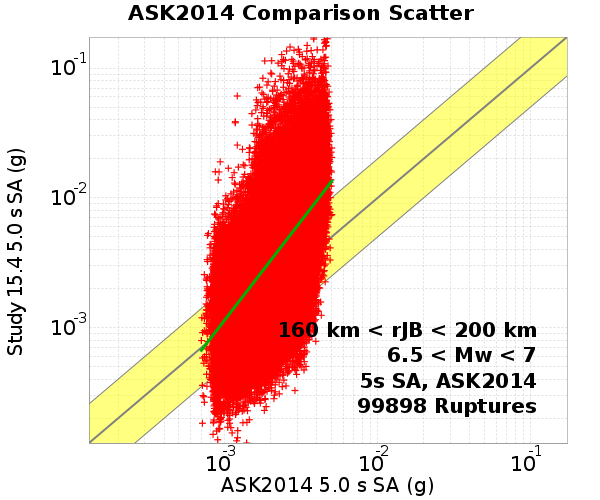 ASK2014 Comparison Scatter
Study 15.4 5.0 s SA (g)
10^-1
10^-2
10^-3
160 km < rJB < 200 km
6.5 < Mw < 7
5s SA, ASK2014
99898 Ruptures
10^-3 10^-2 10^-1
ASK2014 5.0 s SA (g)